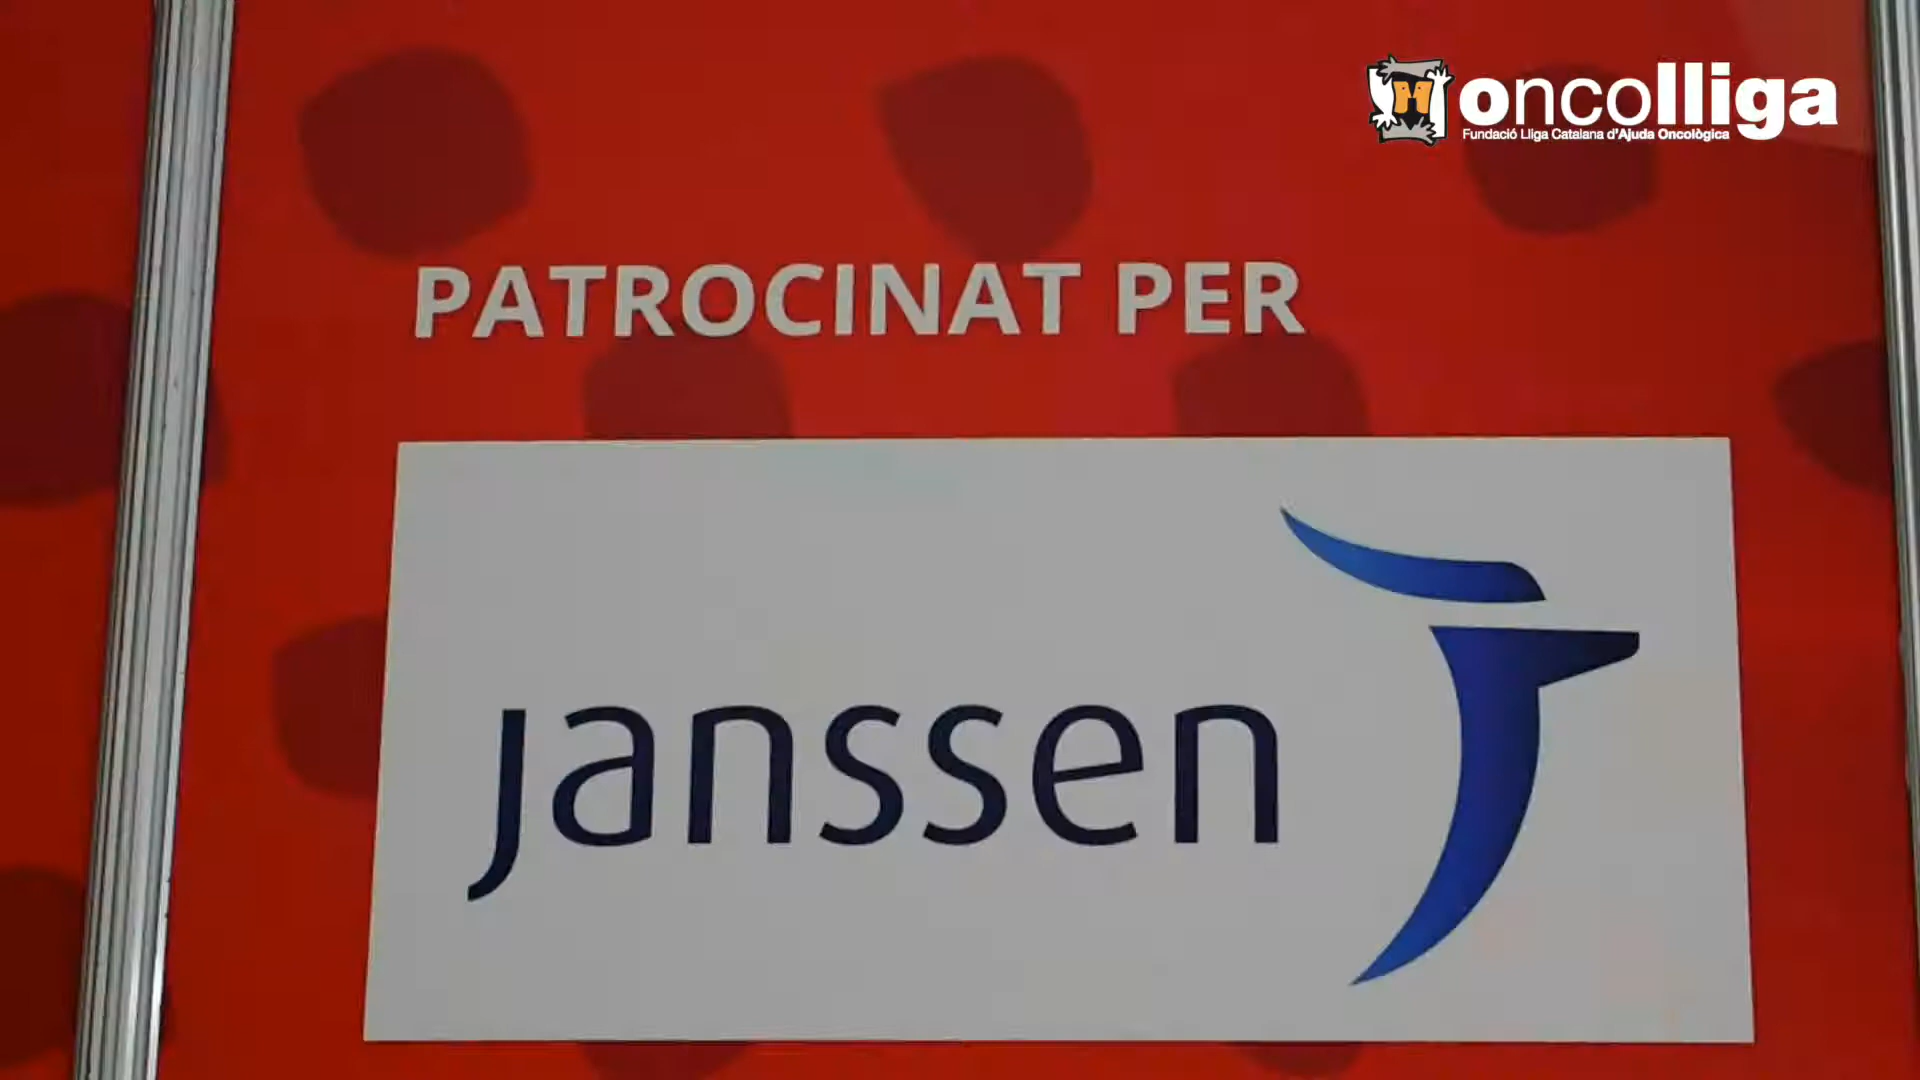 oncolliga
Fundació Lliga Catalana d'Ajuda Oncològica
PATROCINAT PER
Janssen